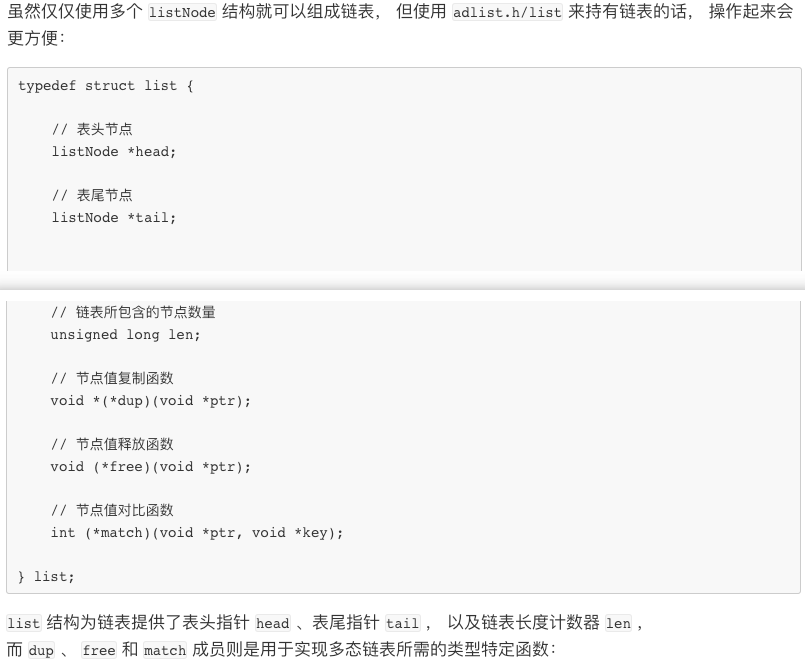 虽然仅仅使用多个 listNode 结构就可以组成链表， 但使用 adlist.h/list 来持有链表的话， 操作起来会
更方便：
typedef struct list {
// 表头节点
listNode *head;
// 表尾节点
listNode *tail;
// 链表所包含的节点数量
unsigned long len;
// 节点值复制函数
void *(*dup)(void *ptr);
// 节点值释放函数
void (*free)(void *ptr);
// 节点值对比函数
int (*match)(void *ptr, void *key);
} list;
list 结构为链表提供了表头指针 head 、表尾指针 tail ， 以及链表长度计数器 len ，
而 dup 、 free 和 match 成员则是用于实现多态链表所需的类型特定函数：